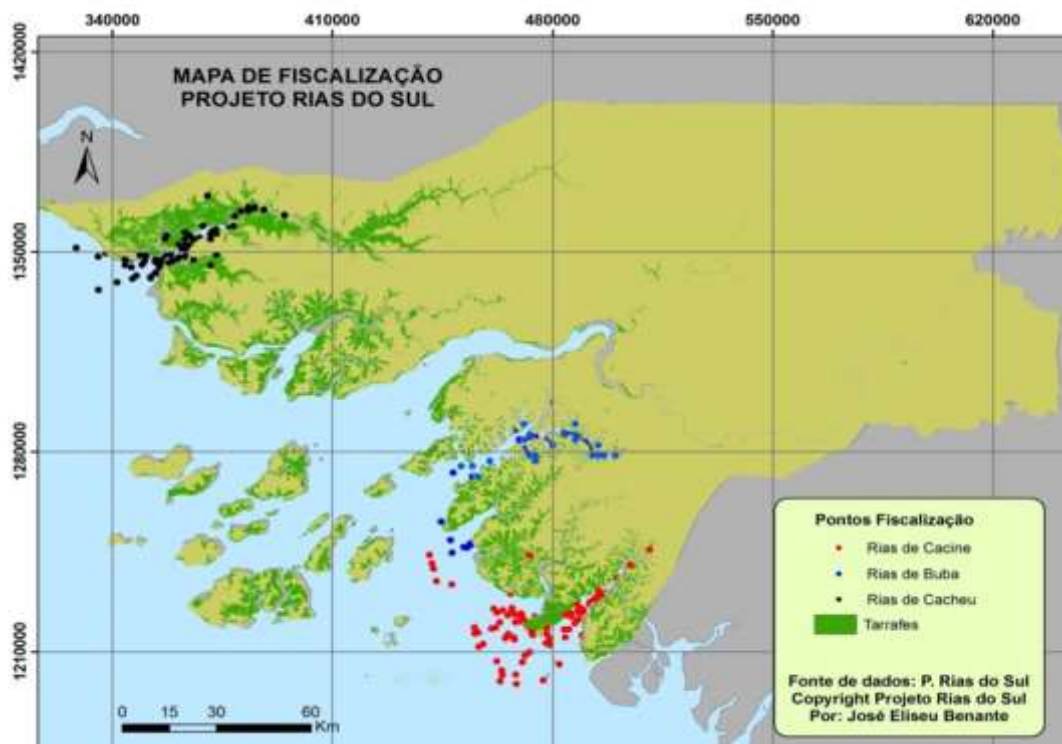 340000 410000 480000 550000 620000
1420000
1350000
1280000
1210000
MAPA DE FISCALIZAÇÃO
PROJETO RIAS DO SUL
N
Pontos Fiscalização
Rias de Cacine
Rias de Buba
Rias de Cacheu
Tarrafes
Fonte de dados: P. Rias do Sul
Copyright Projeto Rias do Sul
Por: José Eliseu Benante
0 15 30 60
Km